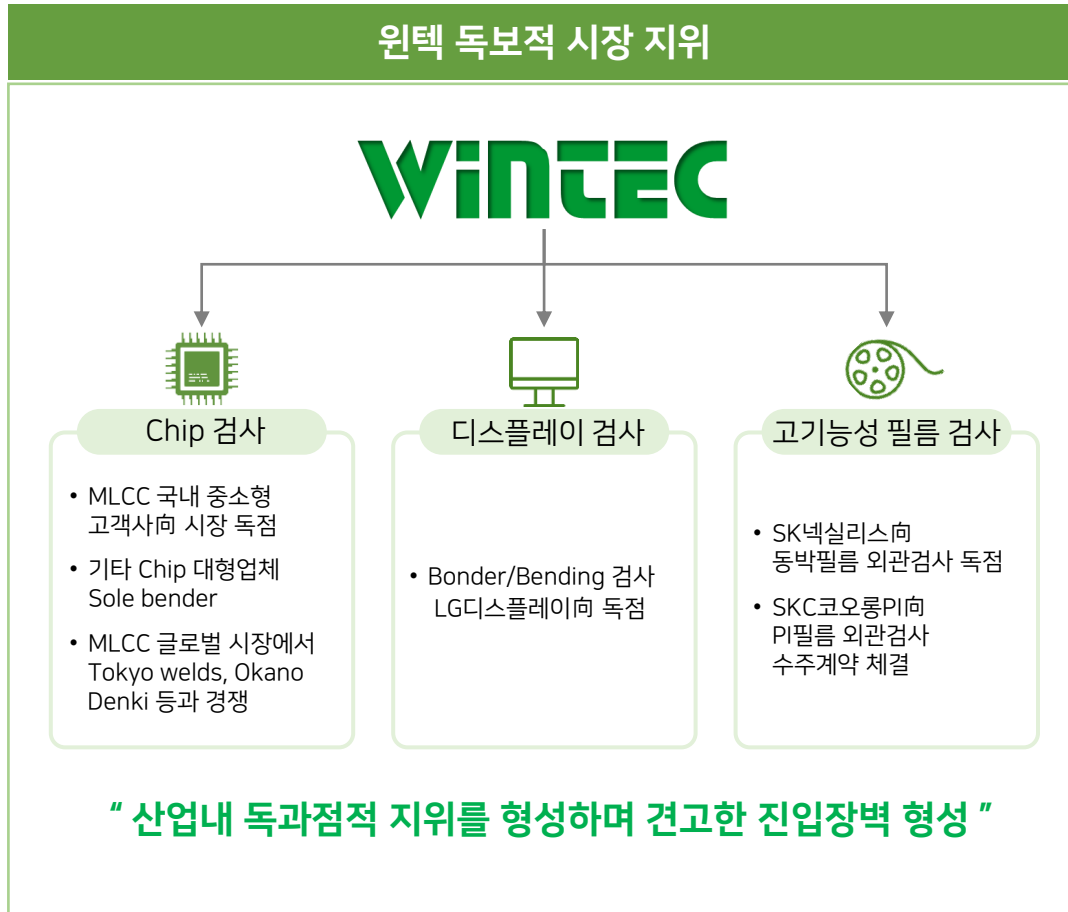 윈텍 독보적 시장 지위
WINTEC
Chip 검사
• MLCC 국내 중소형
고객사向 시장 독점
• 기타 Chip 대형업체
Sole bender
• MLCC 글로벌 시장에서
Tokyo welds, Okano
Denki 등과 경쟁
디스플레이 검사
• Bonder/Bending 검사
LG디스플레이向 독점
고기능성 필름 검사
• SK넥실리스向
동박필름 외관검사 독점
• SKC코오롱PI向
PI필름 외관검사
수주계약 체결
“ 산업내 독과점적 지위를 형성하며 견고한 진입장벽 형성 ”